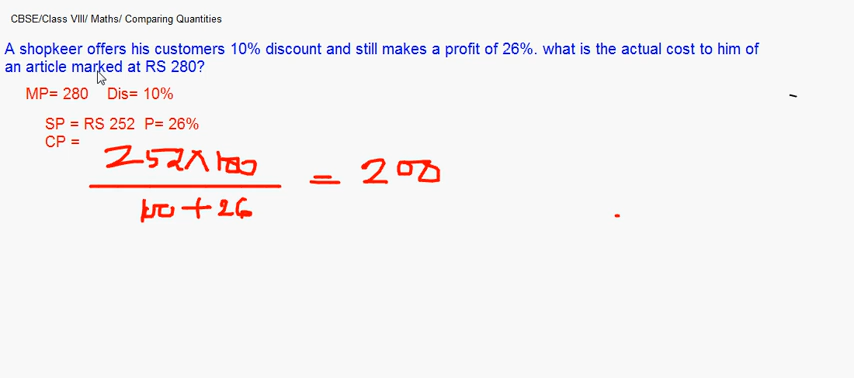 CBSE/Class VIII/ Maths/ Comparing Quantities
A shopkeer offers his customers 10% discount and still makes a profit of 26%. what is the actual cost to him of
an article marked at RS 280?
MP= 280 Dis= 10%
SP = RS 252 P= 26%
CP =
252 X 100
100 + 26
= 200